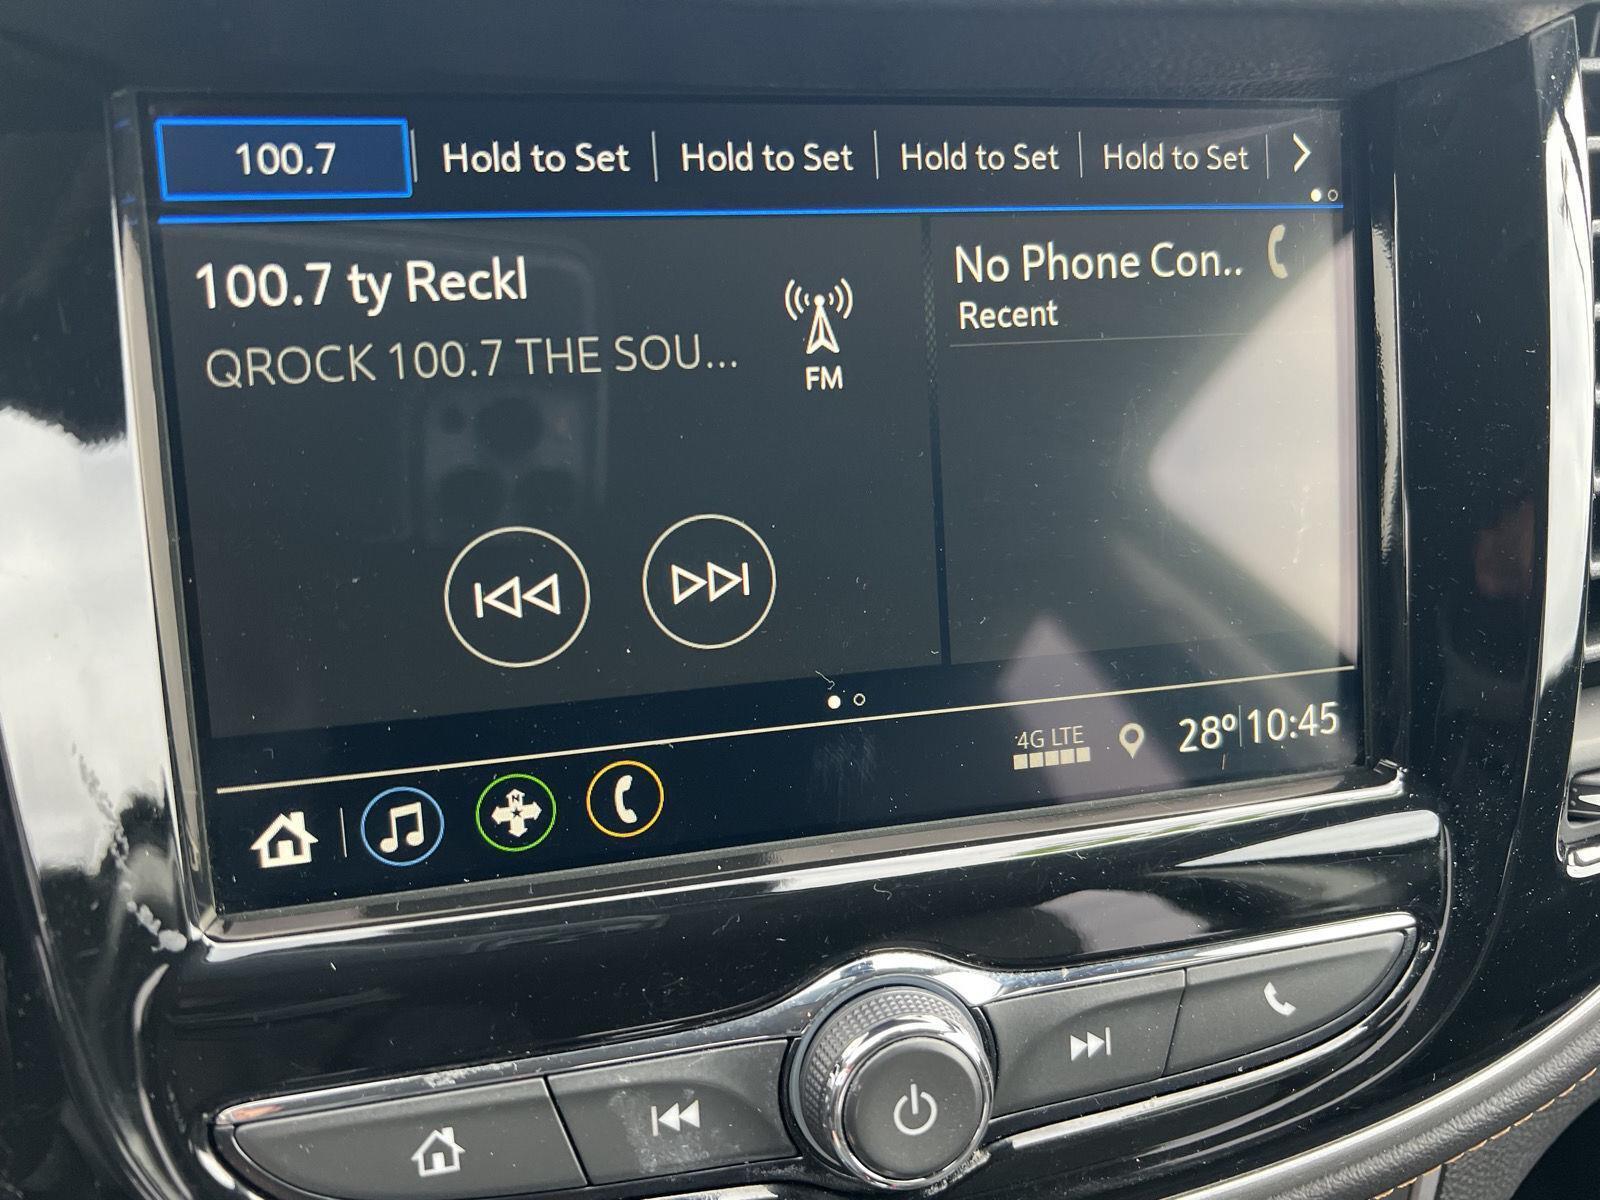 100.7 Hold to Set Hold to Set Hold to Set Hold to Set
100.7 ty Reckl
QROCK 100.7 THE SOU...
FM
No Phone Con..
Recent
N
4G LTE
28° 10:45